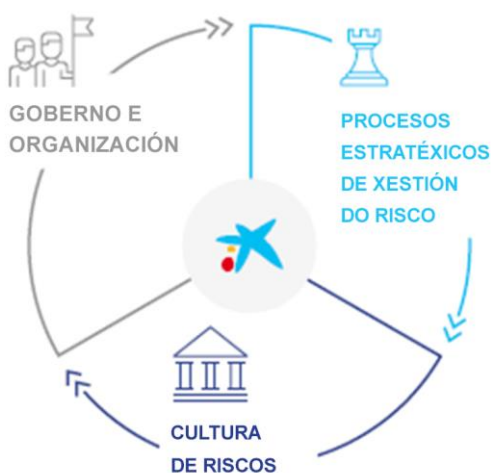 GOBERNO E
ORGANIZACIÓN
PROCESOS
ESTRATÉXICOS
DE XESTIÓN
DO RISCO
CULTURA
DE RISCOS